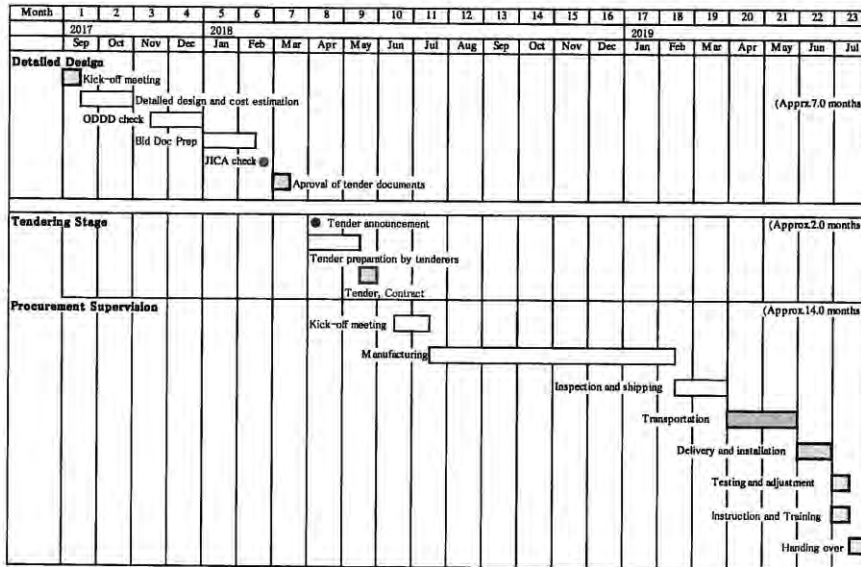 Month 1 2 3 4 5 6 7 8 9 10 11 12 13 14 15 16 17 18 19 20 21 22 23
2017 2018 2019
Sep Oct Nov Dec Jan Feb Mar Apr May Jun Jul Aug Sep Oct Nov Dec Jan Feb Mar Apr May Jun Jul
Detailed Design
Kick-off meeting
Detailed design and cost estimation
(Apprx.7.0 months
ODDD check
Bid Doc Prep
JICA check
Aproval of tender documents
Tendering Stage
Tender announcement
(Approx.2.0 months
Tender preparation by tenderers
Tender, Contract
Procurement Supervision
(Approx.14.0 months
Kick-off meeting
Manufacturing
Inspection and shipping
Transportation
Delivery and installation
Testing and adjustment
Instruction and Training
Handing over